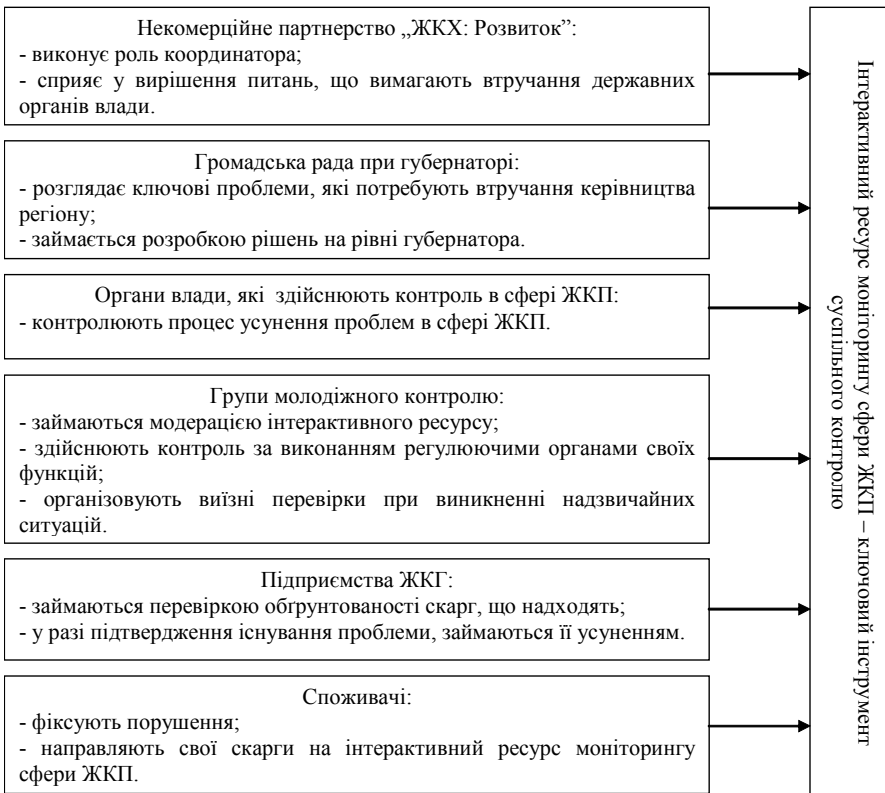 Некомерційне партнерство „ЖКХ: Розвиток”:
- виконує роль координатора;
- сприяє у вирішення питань, що вимагають втручання державних
органів влади.
Громадська рада при губернаторі:
- розглядає ключові проблеми, які потребують втручання керівництва
регіону;
- займається розробкою рішень на рівні губернатора.
Органи влади, які здійснюють контроль в сфері ЖКП:
- контролюють процес усунення проблем в сфері ЖКП.
Групи молодіжного контролю:
- займаються модерацією інтерактивного ресурсу;
- здійснюють контроль за виконанням регулюючими органами своїх
функцій;
- організовують виїзні перевірки при виникненні надзвичайних
ситуацій.
Підприємства ЖКГ:
- займаються перевіркою обґрунтованості скарг, що надходять;
- у разі підтвердження існування проблеми, займаються її усуненням.
Споживачі:
- фіксують порушення;
- направляють свої скарги на інтерактивний ресурс моніторингу
сфери ЖКП.
Інтерактивний ресурс моніторингу сфери ЖКП – ключовий інструмент
суспільного контролю